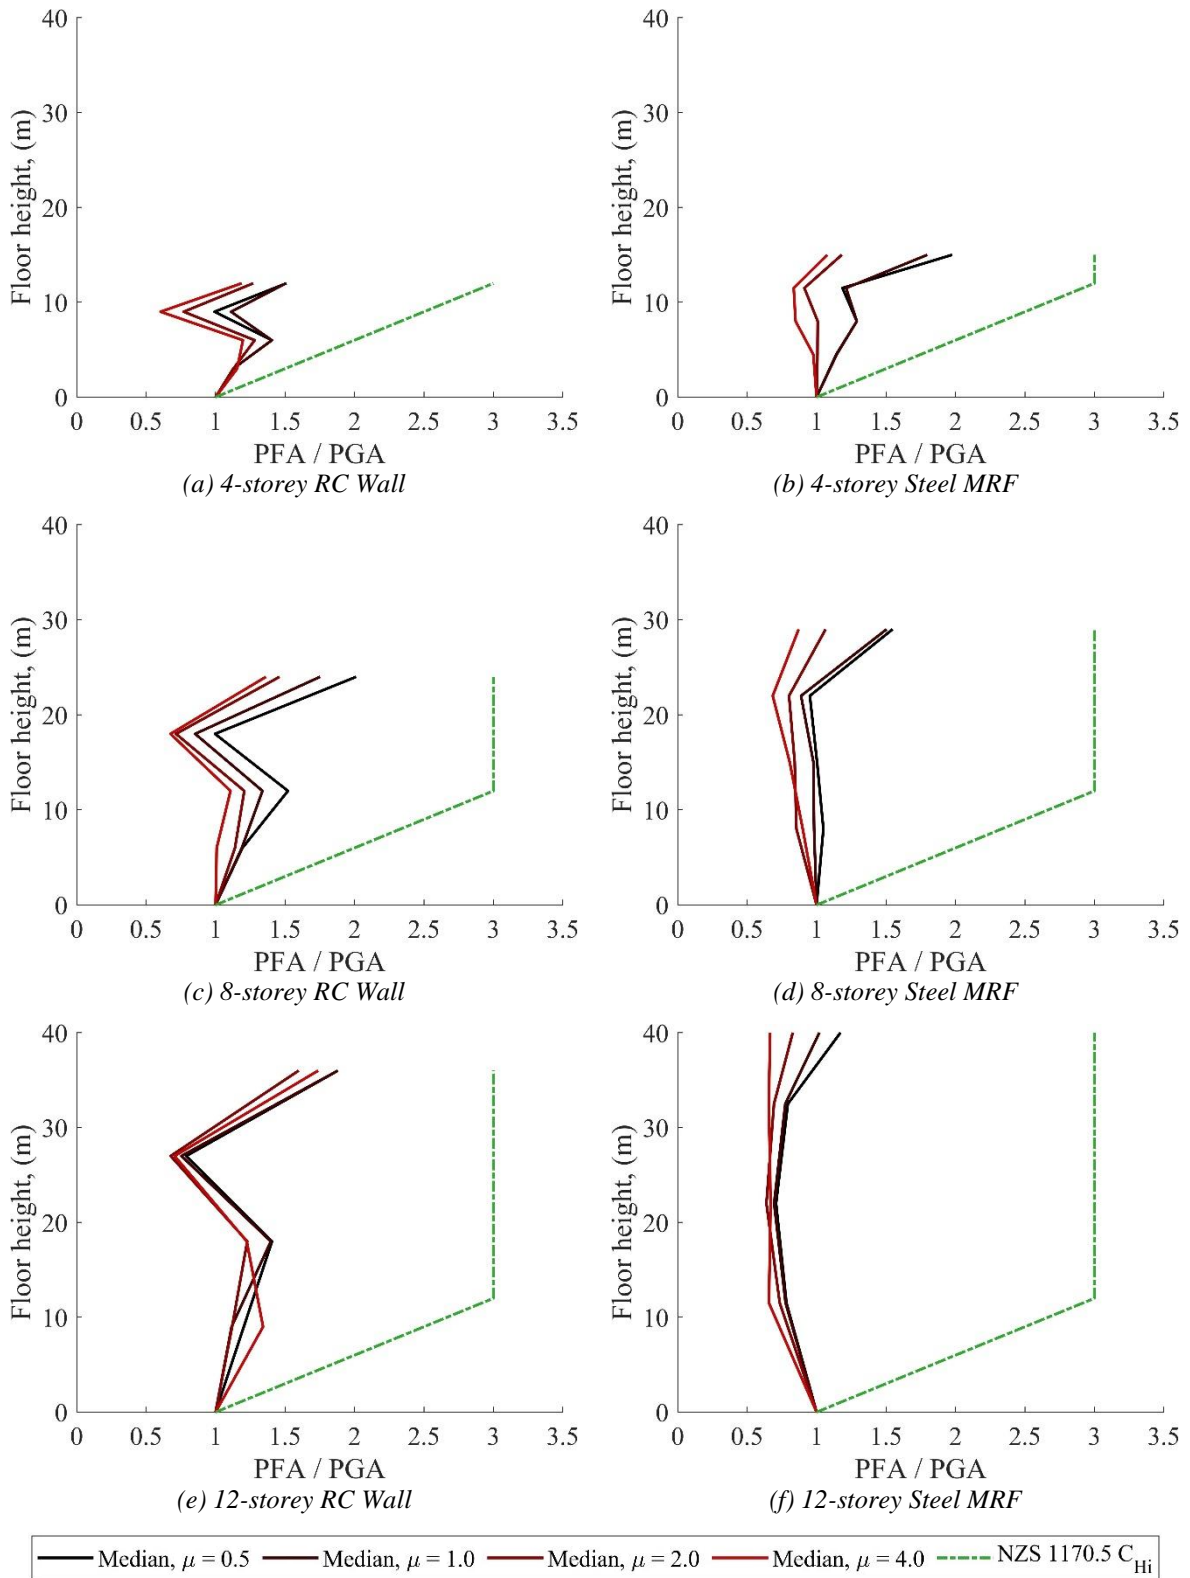 40
30
20
10
0
Floor height, (m)
0 0.5 1 1.5 2 2.5 3 3.5
PFA / PGA
(a) 4-storey RC Wall
40
30
20
10
0
Floor height, (m)
0 0.5 1 1.5 2 2.5 3 3.5
PFA / PGA
(b) 4-storey Steel MRF
40
30
20
10
0
Floor height, (m)
0 0.5 1 1.5 2 2.5 3 3.5
PFA / PGA
(c) 8-storey RC Wall
40
30
20
10
0
Floor height, (m)
0 0.5 1 1.5 2 2.5 3 3.5
PFA / PGA
(d) 8-storey Steel MRF
40
30
20
10
0
Floor height, (m)
0 0.5 1 1.5 2 2.5 3 3.5
PFA / PGA
(e) 12-storey RC Wall
40
30
20
10
0
Floor height, (m)
0 0.5 1 1.5 2 2.5 3 3.5
PFA / PGA
(f) 12-storey Steel MRF
Median, μ = 0.5 Median, μ = 1.0 Median, μ = 2.0 Median, μ = 4.0 NZS 1170.5 C_Hi